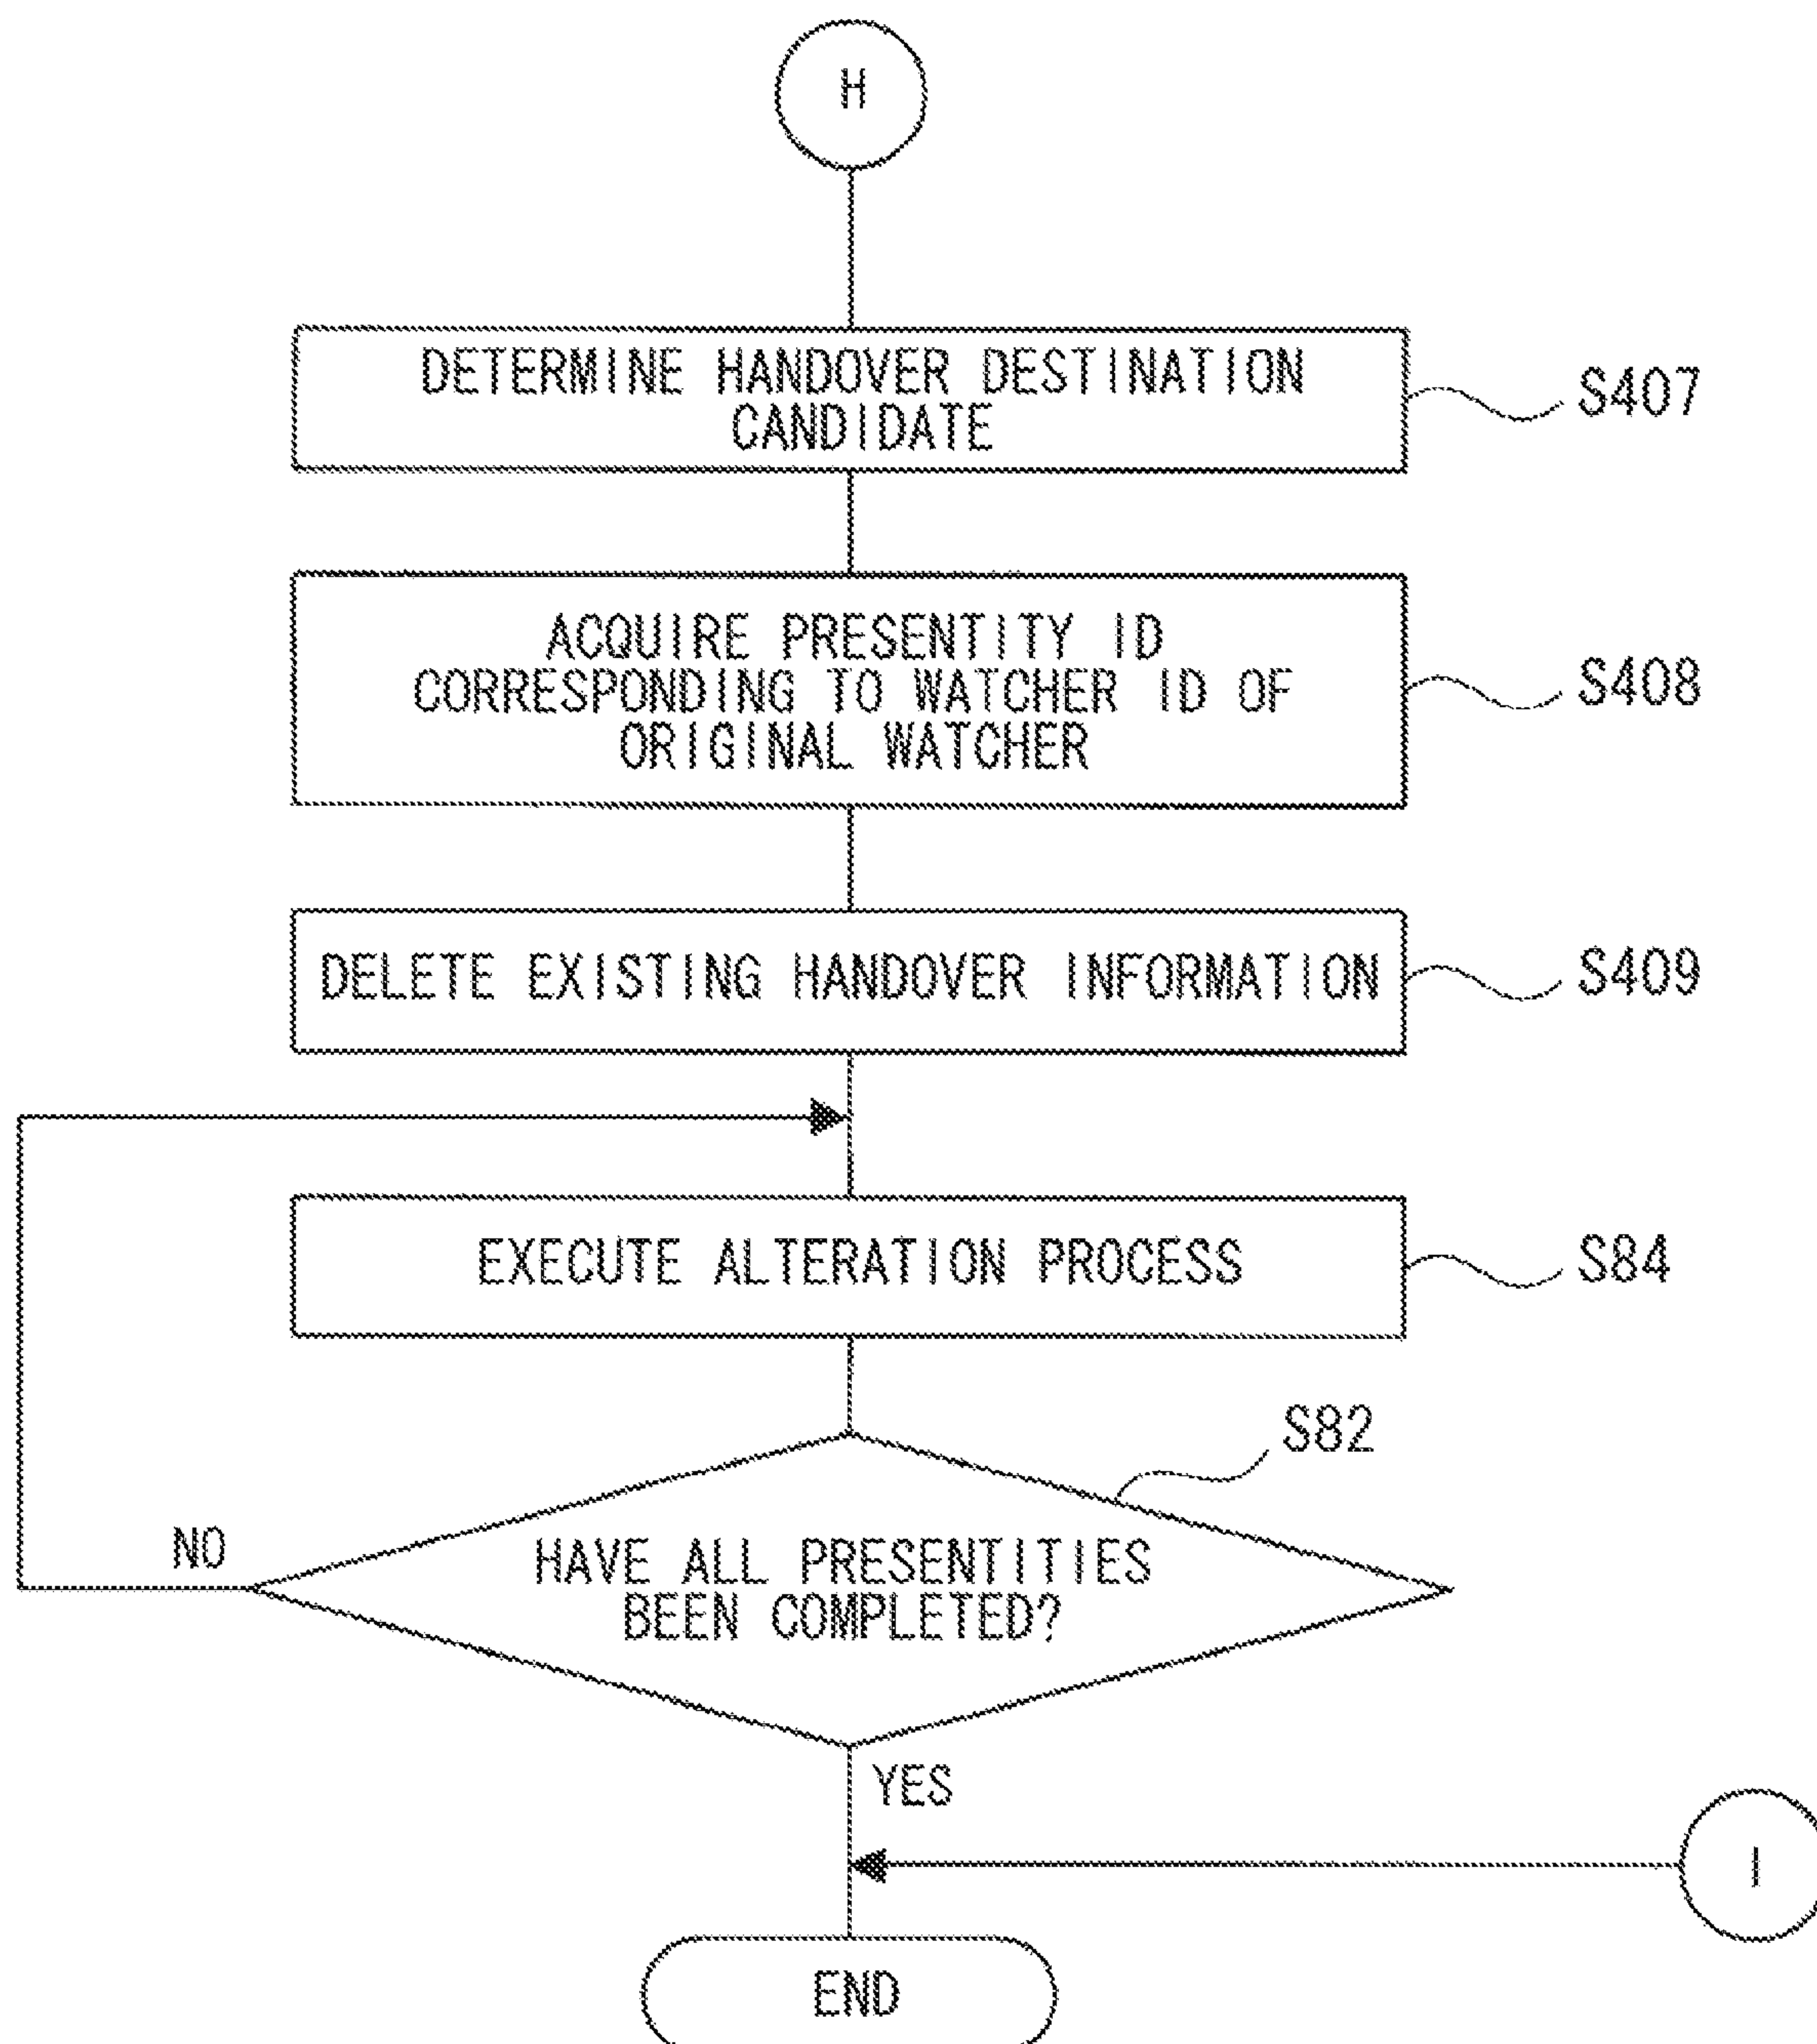 H
DETERMINE HANDOVER DESTINATION
CANDIDATE
S407
ACQUIRE PRESENTITY ID
CORRESPONDING TO WATCHER ID OF
ORIGINAL WATCHER
S408
DELETE EXISTING HANDOVER INFORMATION
S409
EXECUTE ALTERATION PROCESS
S84
S82
NO
HAVE ALL PRESENTITIES
BEEN COMPLETED?
YES
I
END